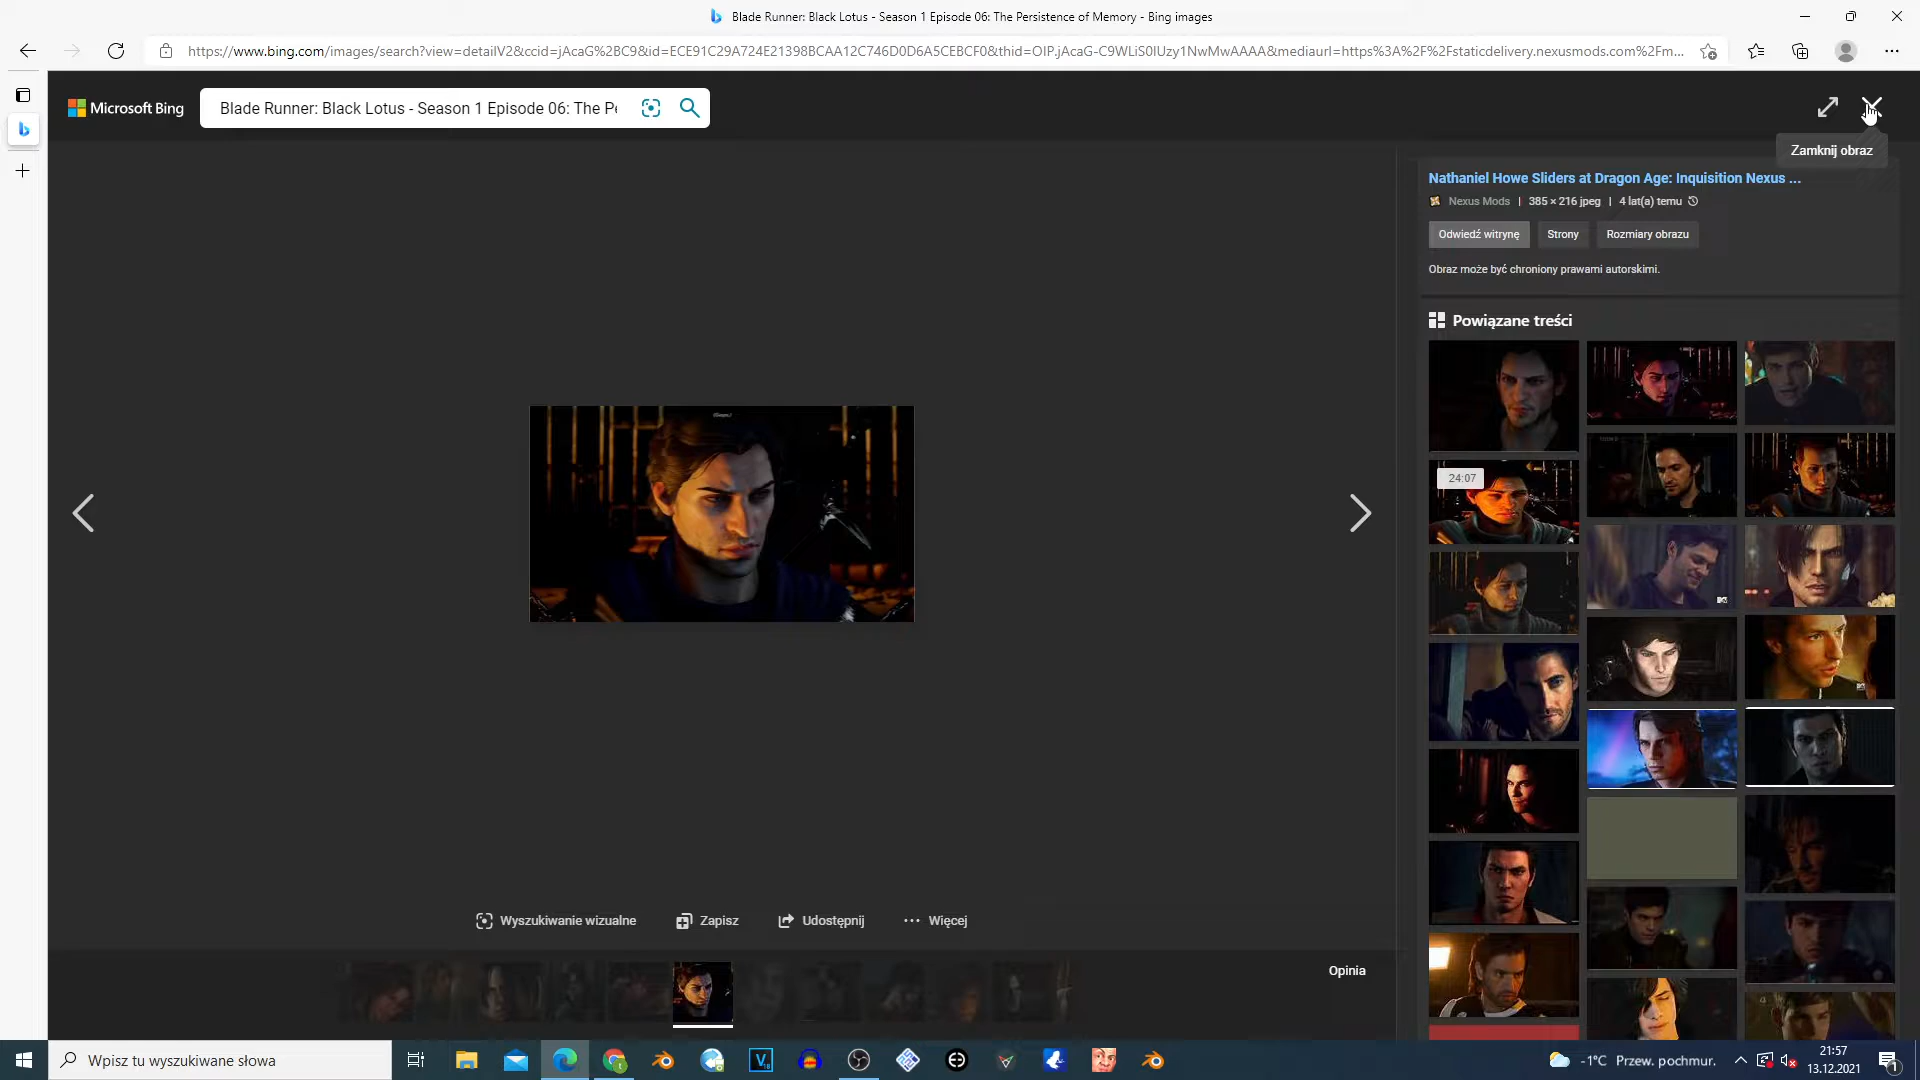 Blade Runner: Black Lotus - Season 1 Episode 06: The Persistence of Memory - Bing images
https://www.bing.com/images/search?view=detailV2&ccid=jAcaG%2BC9&id=ECE91C29A724E21398BCAA12C746D0D6A5CEBCF0&thid=OIP.jAcaG-C9WLiS0IUzy1NwMwAAAA&mediaurl=https%3A%2F%2Fstaticdelivery.nexusmods.com%2Fm...
Microsoft Bing
Blade Runner: Black Lotus - Season 1 Episode 06: The Pe
Zamknij obraz
Nathaniel Howe Sliders at Dragon Age: Inquisition Nexus ...
Nexus Mods | 385 × 216 jpeg | 4 lat(a) temu
Odwiedź witrynę Strony Rozmiary obrazu
Obraz może być chroniony prawami autorskimi.
Powiązane treści
24:07
Wyszukiwanie wizualne Zapisz Udostępnij ··· Więcej
Opinia
Wpisz tu wyszukiwane słowa
-1°C Przew. pochmur.
21:57
13.12.2021
1